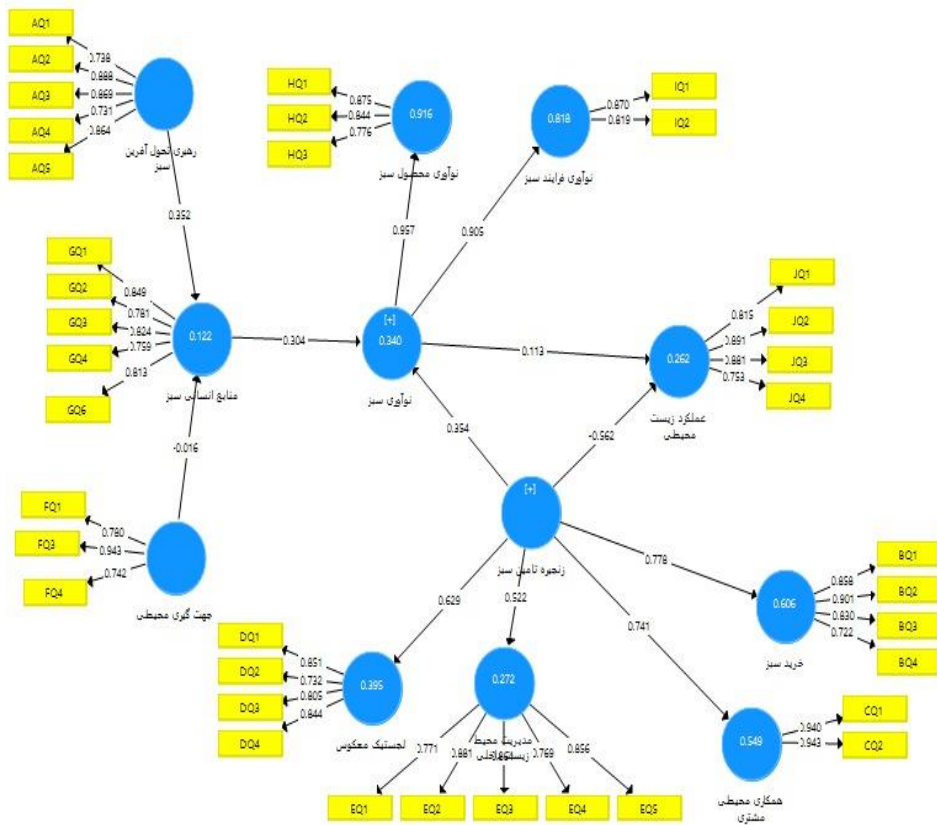 AQ1
AQ2
AQ3
AQ4
AQ5
0.738
0.888
0.869
0.731
0.864
رهبری تحول آفرین
سبز
0.352
HQ1
HQ2
HQ3
0.875
0.844
0.776
0.916
نوآوری محصول سبز
0.957
IQ1
IQ2
0.870
0.819
0.818
نوآوری فرایند سبز
0.905
GQ1
GQ2
GQ3
GQ4
GQ6
0.849
0.781
0.824
0.759
0.813
0.122
منابع انسانی سبز
0.304
[+]
0.340
نوآوری سبز
0.113
JQ1
JQ2
JQ3
JQ4
0.815
0.891
0.881
0.753
0.262
عملکرد زیست
محیطی
-0.016
0.354
-0.562
FQ1
FQ3
FQ4
0.780
0.943
0.742
جهت گیری محیطی
[+]
زنجیره تامین سبز
0.629
0.522
0.741
0.778
BQ1
BQ2
BQ3
BQ4
0.858
0.901
0.830
0.722
0.606
خرید سبز
DQ1
DQ2
DQ3
DQ4
0.851
0.732
0.805
0.844
0.395
لجستیک معکوس
0.272
مدیریت محیط
0.771
0.881
0.769
0.856
EQ1
EQ2
EQ3
EQ4
EQ5
CQ1
CQ2
0.940
0.943
0.549
همکاری محیطی
مشتری